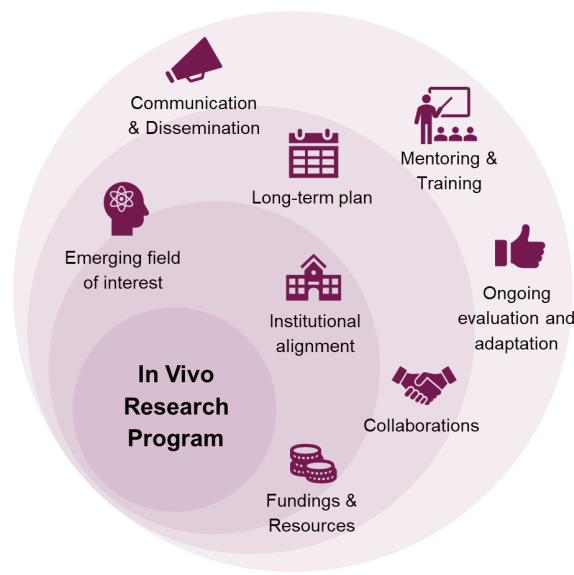 Communication
& Dissemination
Mentoring &
Training
Long-term plan
Emerging field
of interest
Ongoing
evaluation and
adaptation
Institutional
alignment
In Vivo
Research
Program
Collaborations
Fundings &
Resources